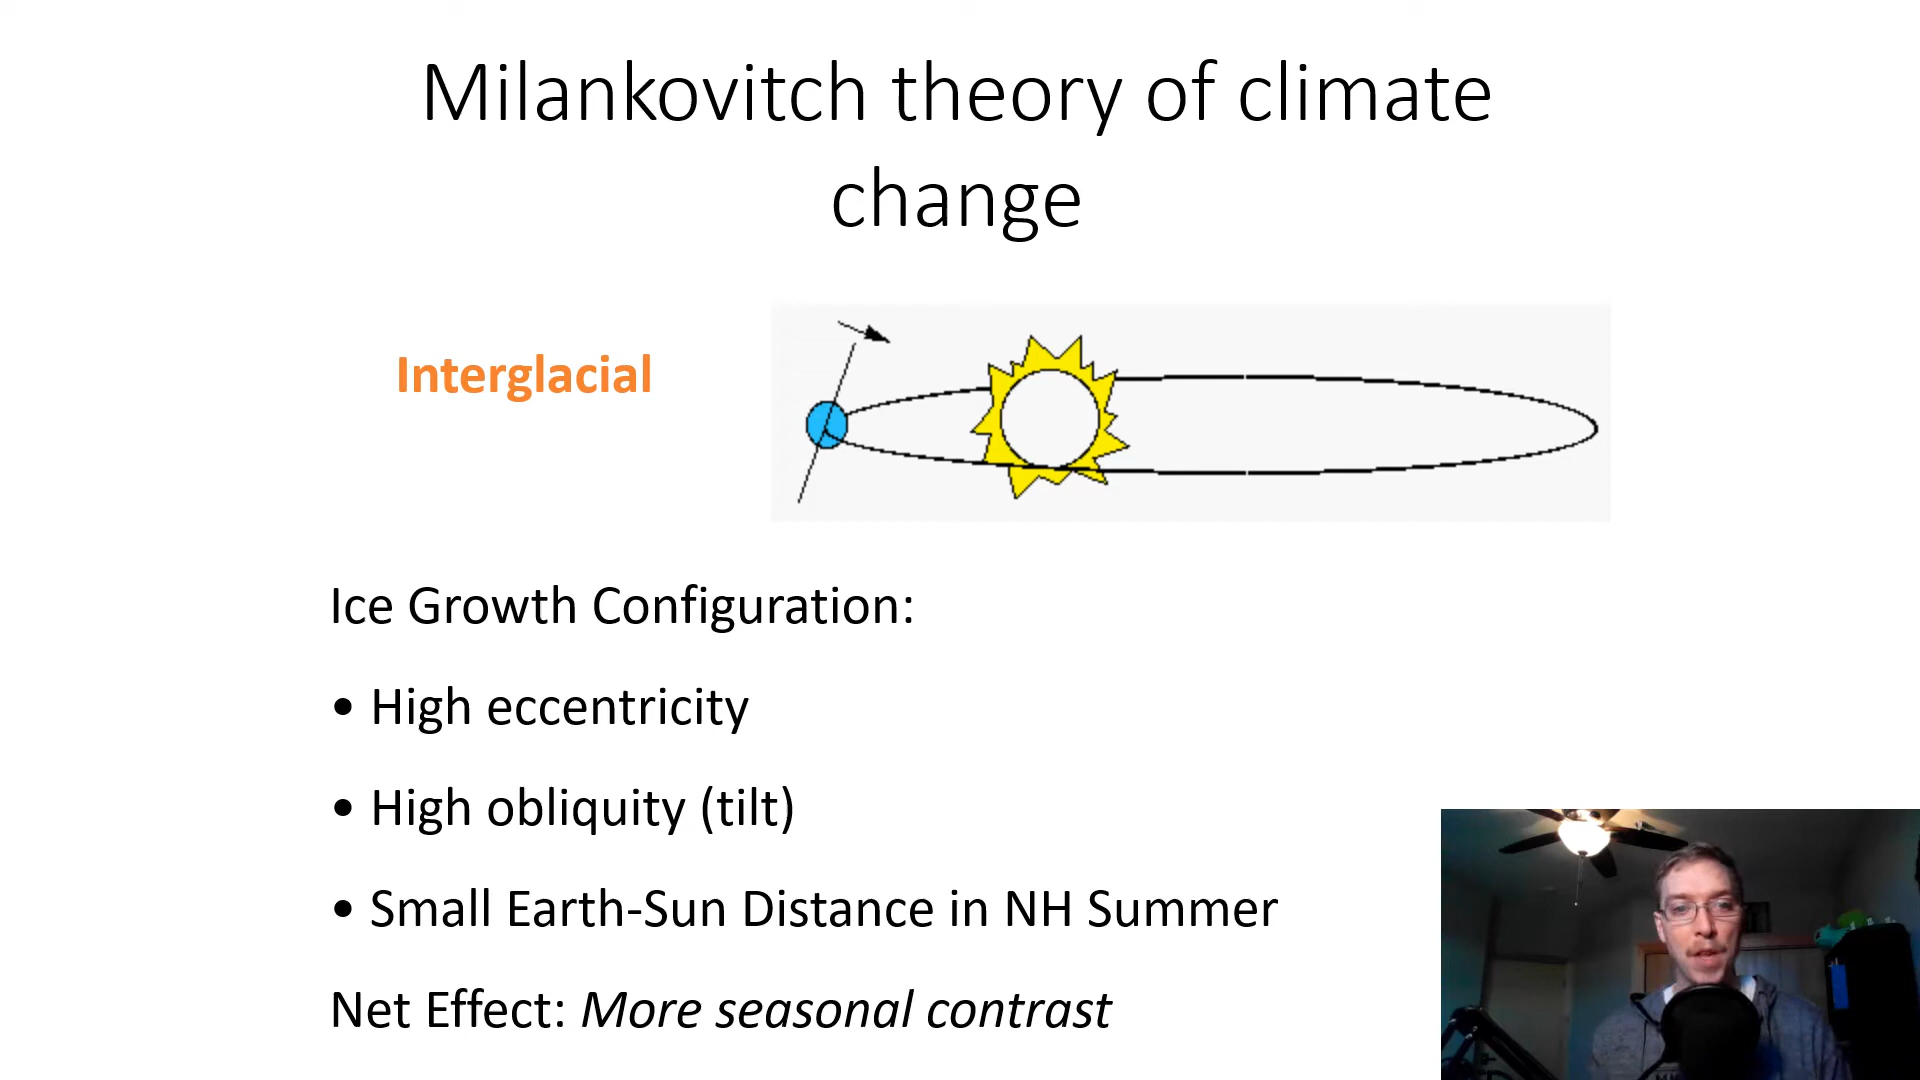 Milankovitch theory of climate
change
Interglacial
Ice Growth Configuration:
• High eccentricity
• High obliquity (tilt)
• Small Earth-Sun Distance in NH Summer
Net Effect: More seasonal contrast